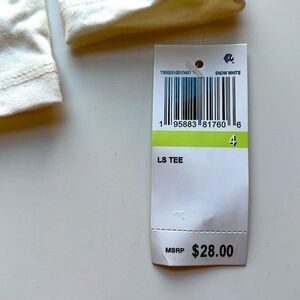 SNOW WHITE
1 95883 81760 6
4
LS TEE
MSRP $28.00